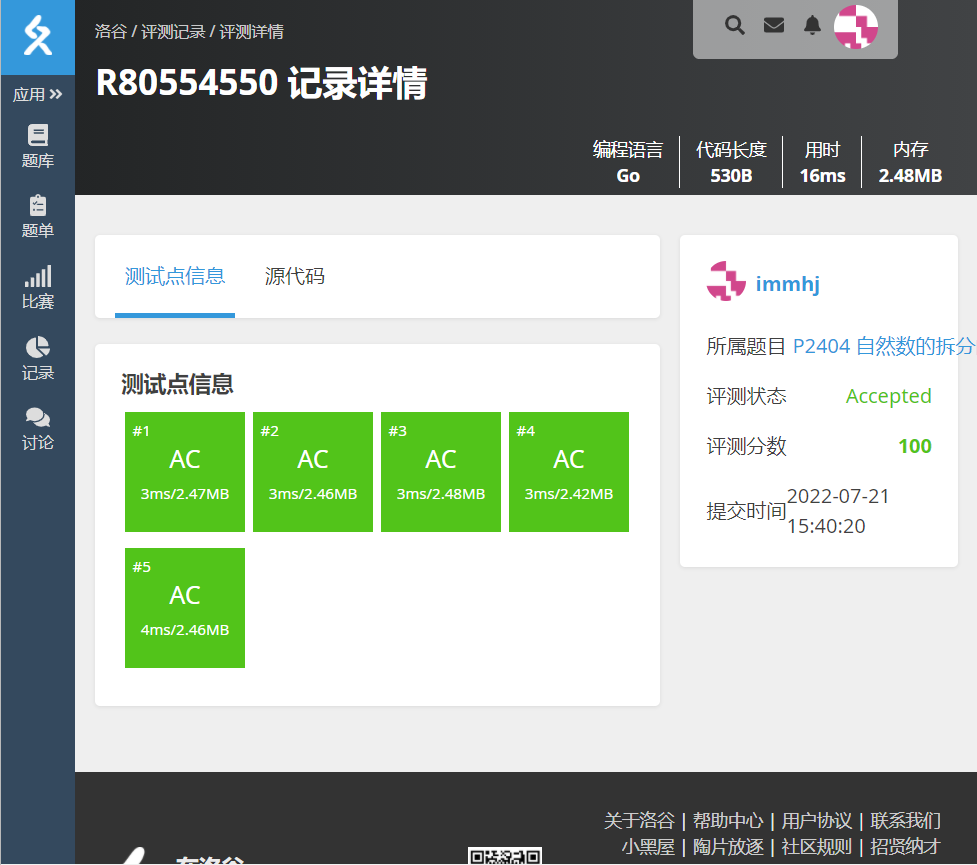 洛谷 / 评测记录 / 评测详情
R80554550 记录详情
应用
题库
题单
比赛
记录
讨论
编程语言 代码长度 用时 内存
Go 530B 16ms 2.48MB
测试点信息 源代码
测试点信息
#1 #2 #3 #4
AC AC AC AC
3ms/2.47MB 3ms/2.46MB 3ms/2.48MB 3ms/2.42MB
#5
AC
4ms/2.46MB
immhj
所属题目 P2404 自然数的拆分
评测状态 Accepted
评测分数 100
提交时间 2022-07-21
15:40:20
关于洛谷 | 帮助中心 | 用户协议 | 联系我们
小黑屋 | 陶片放逐 | 社区规则 | 招贤纳才
在洛谷